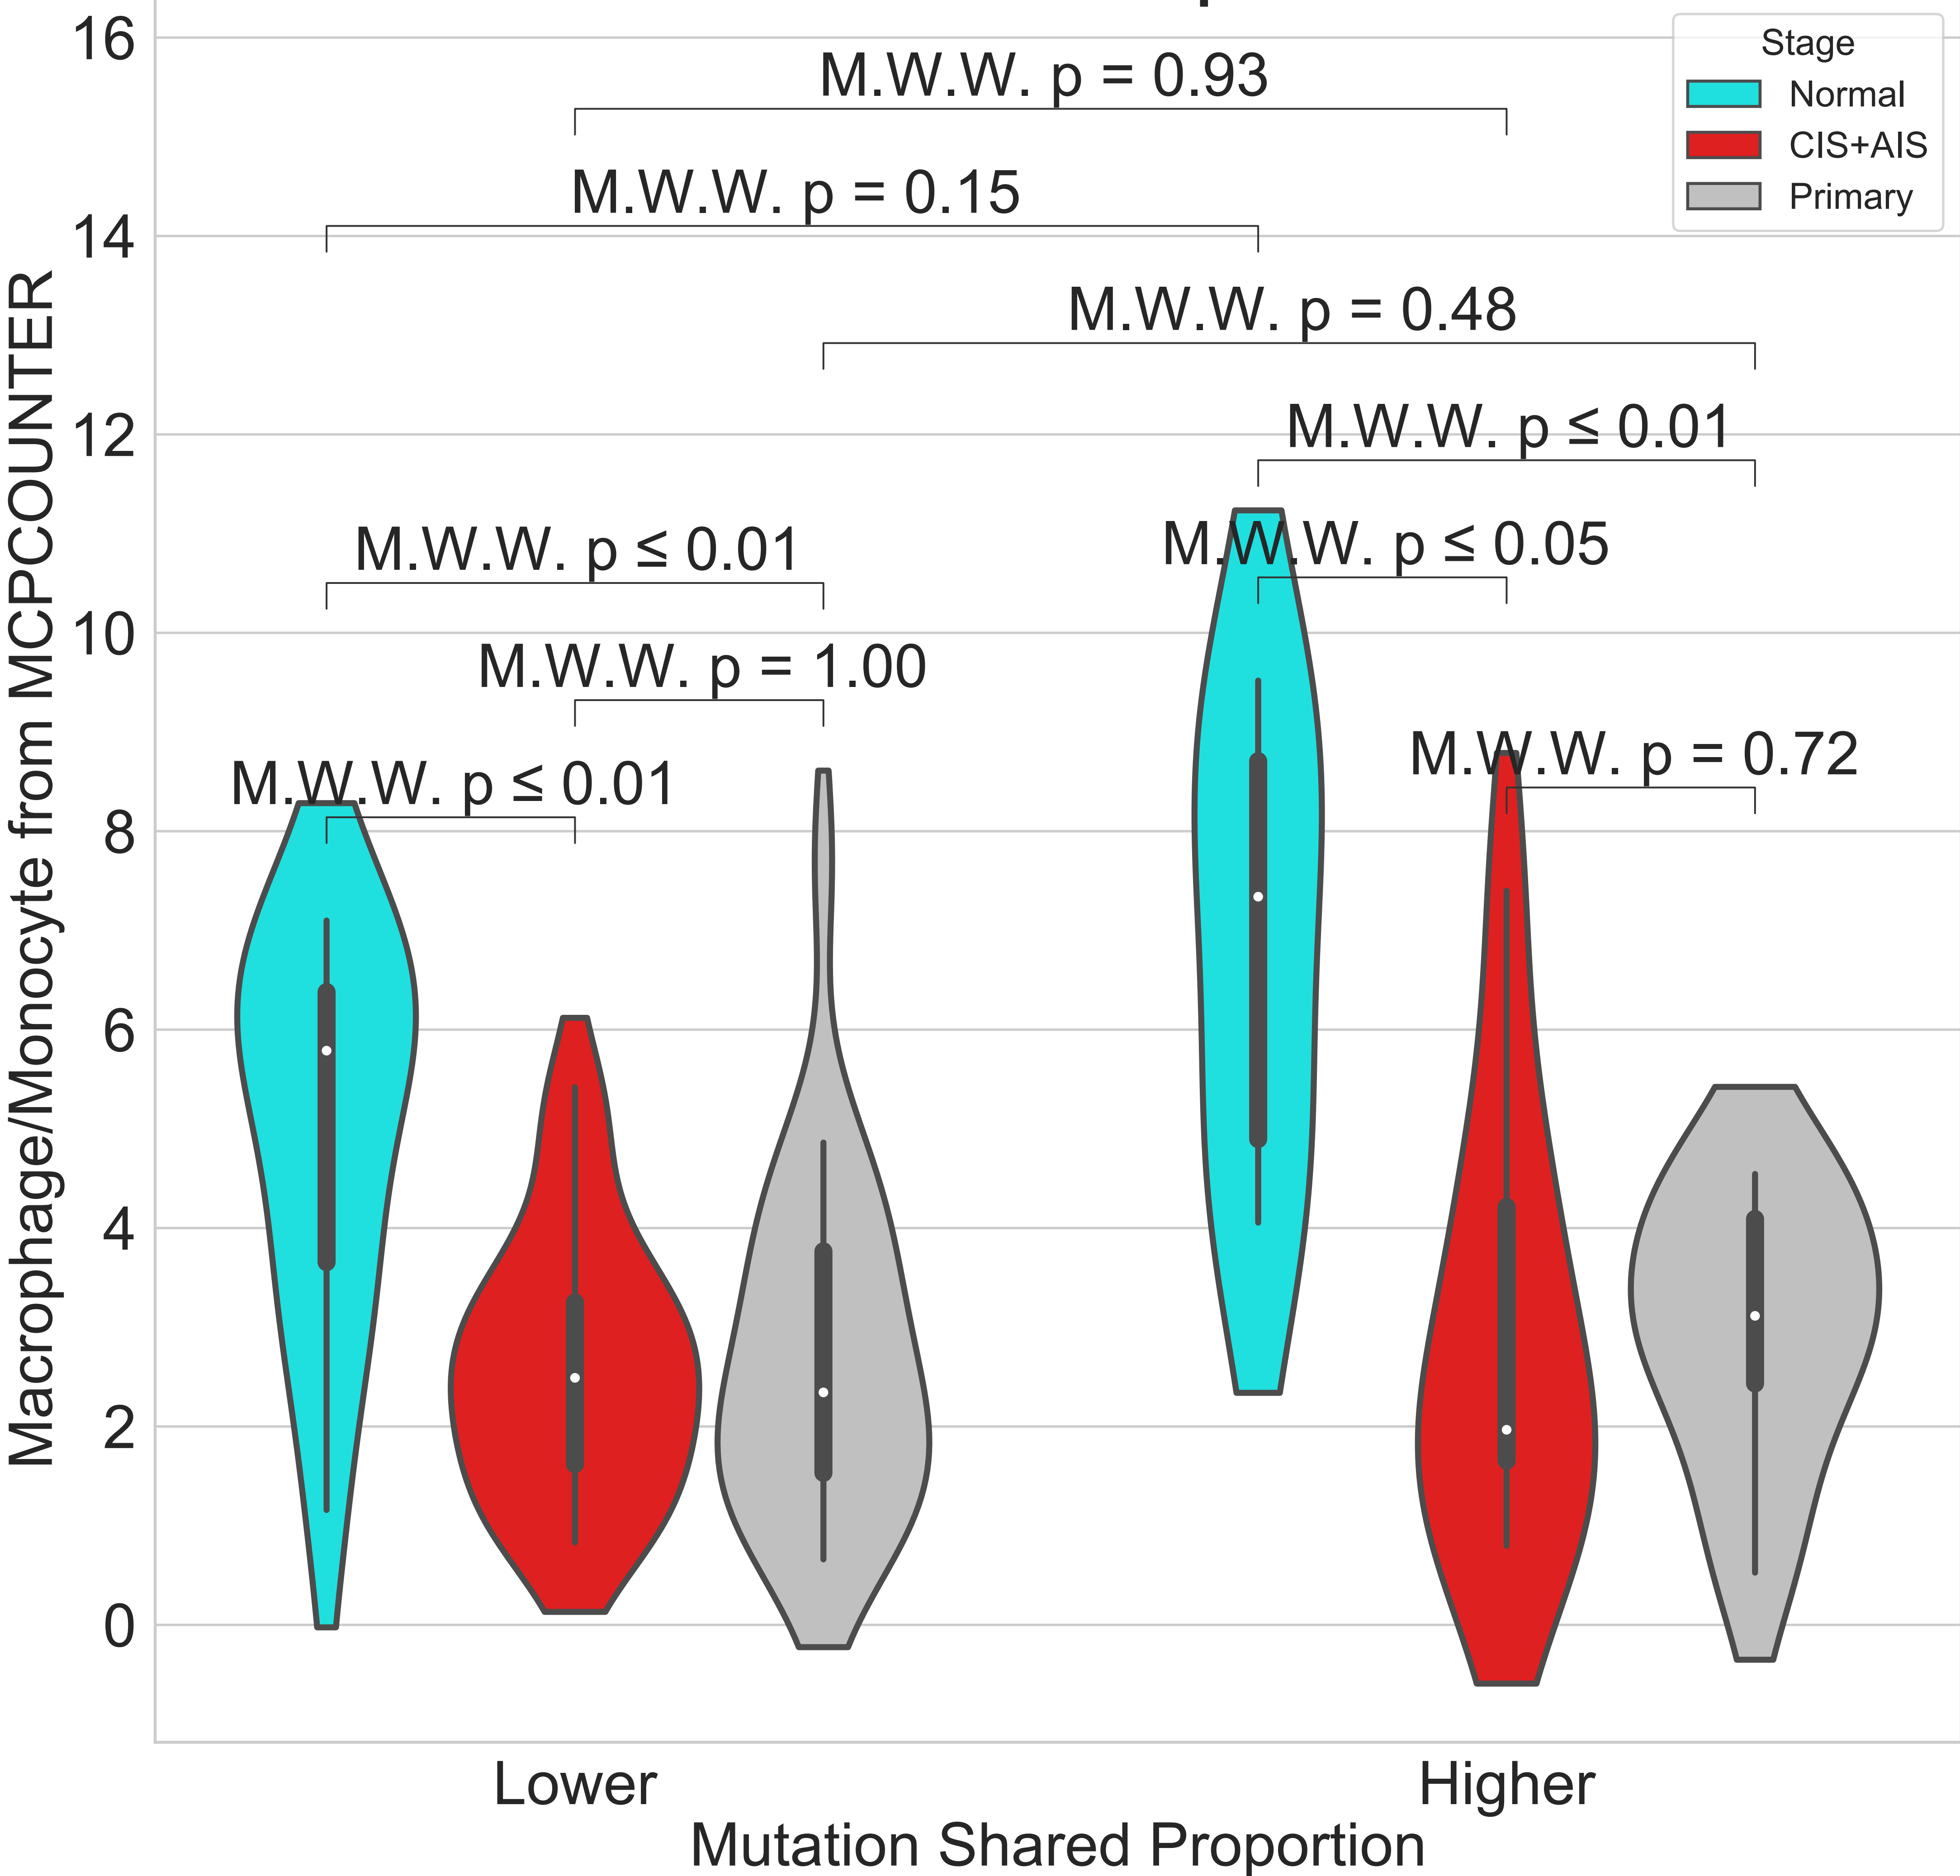 Macrophage/Monocyte from MCPCOUNTER
16
14
12
10
8
6
4
2
0
M.W.W. p = 0.93
M.W.W. p = 0.15
M.W.W. p = 0.48
M.W.W. p ≤ 0.01
M.W.W. p ≤ 0.05
M.W.W. p ≤ 0.01
M.W.W. p = 1.00
M.W.W. p = 0.72
M.W.W. p ≤ 0.01
Stage
Normal
CIS+AIS
Primary
Lower
Higher
Mutation Shared Proportion